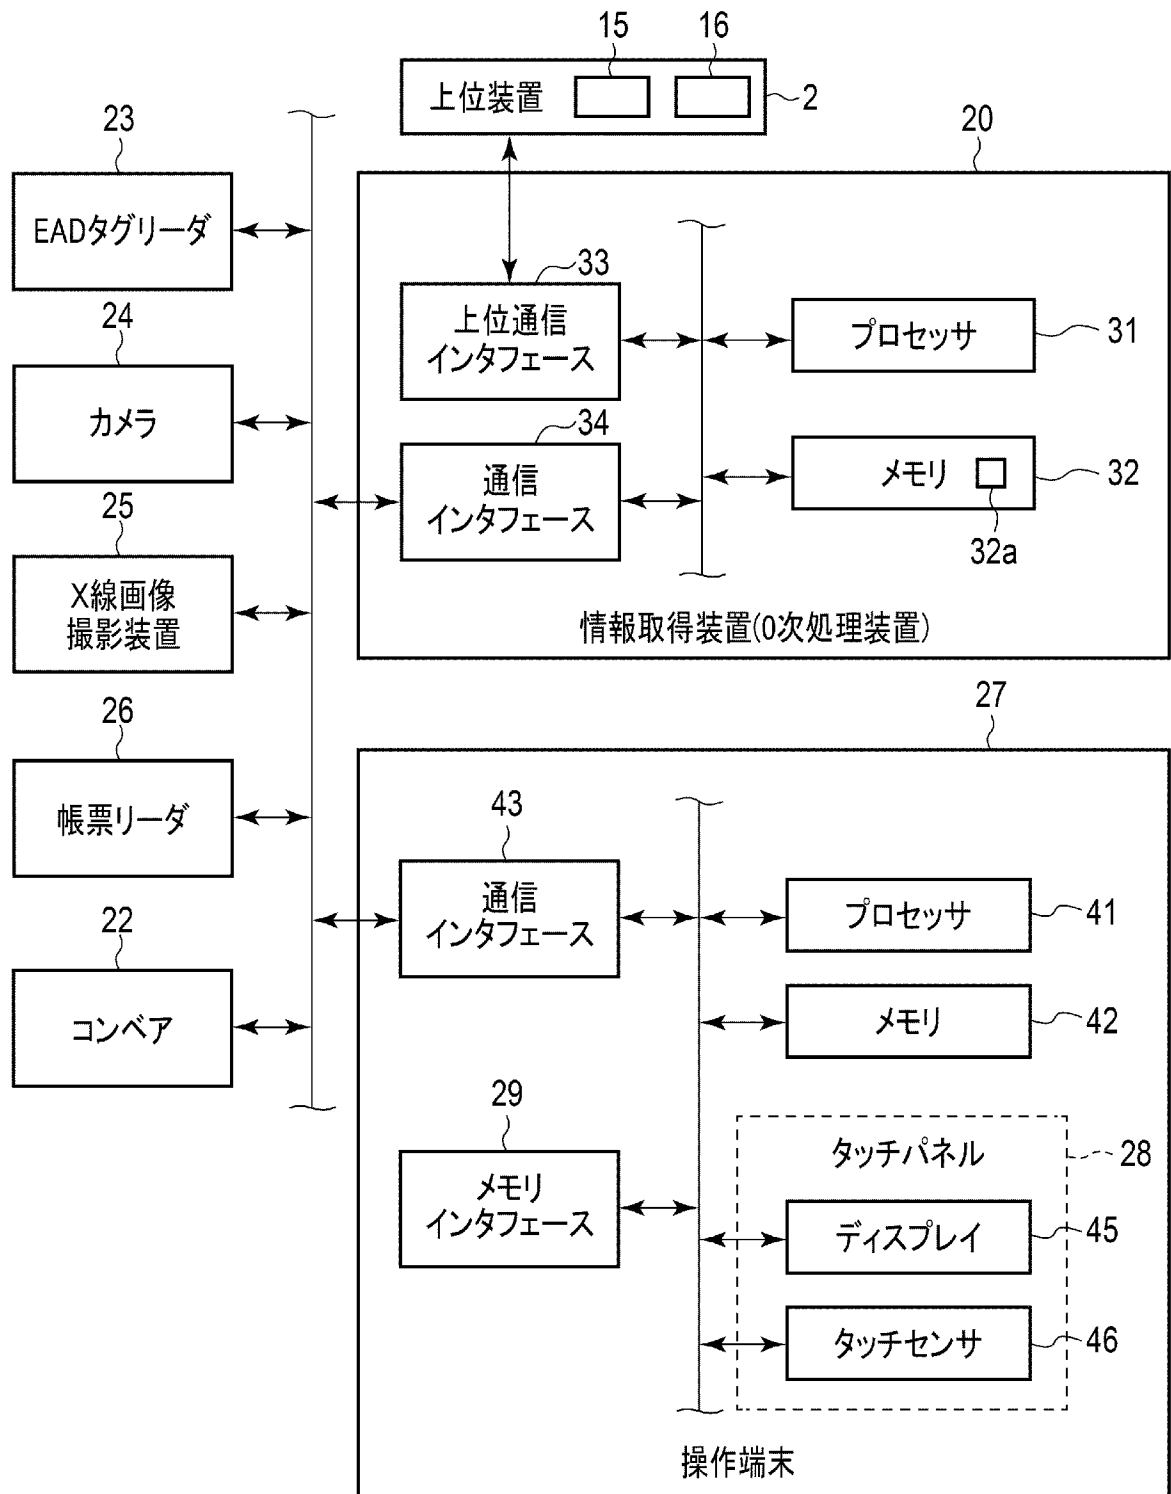 15
16
上位装置
2
23
EADタグリーダ
20
33
上位通信
インタフェース
プロセッサ
31
24
カメラ
34
通信
インタフェース
メモリ
32
32a
25
X線画像
撮影装置
情報取得装置(0次処理装置)
26
帳票リーダ
27
43
通信
インタフェース
プロセッサ
41
22
コンベア
メモリ
42
29
メモリ
インタフェース
タッチパネル
28
ディスプレイ
45
タッチセンサ
46
操作端末